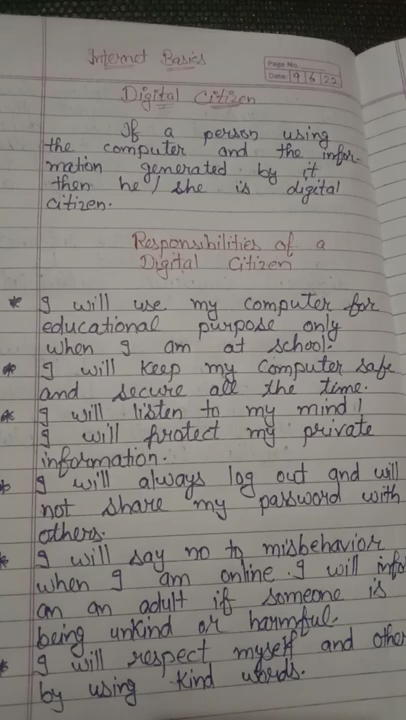 Internet Basics
Page No.
Date 9 6 22
Digital Citizen
If a person using
the computer and the infor-
mation generated by it
then he / she is digital
citizen.
Responsibilities of a
Digital Citizen
* I will use my computer for
educational purpose only
when I am at school.
* I will keep my computer safe
and secure all the time.
* I will listen to my mind!
I will protect my private
information.
* I will always log out and will
not share my password with
others.
* I will say no to misbehavior
when I am online. I will info
an an adult if someone is
being unkind or harmful.
* I will respect myself and other
by using kind words.